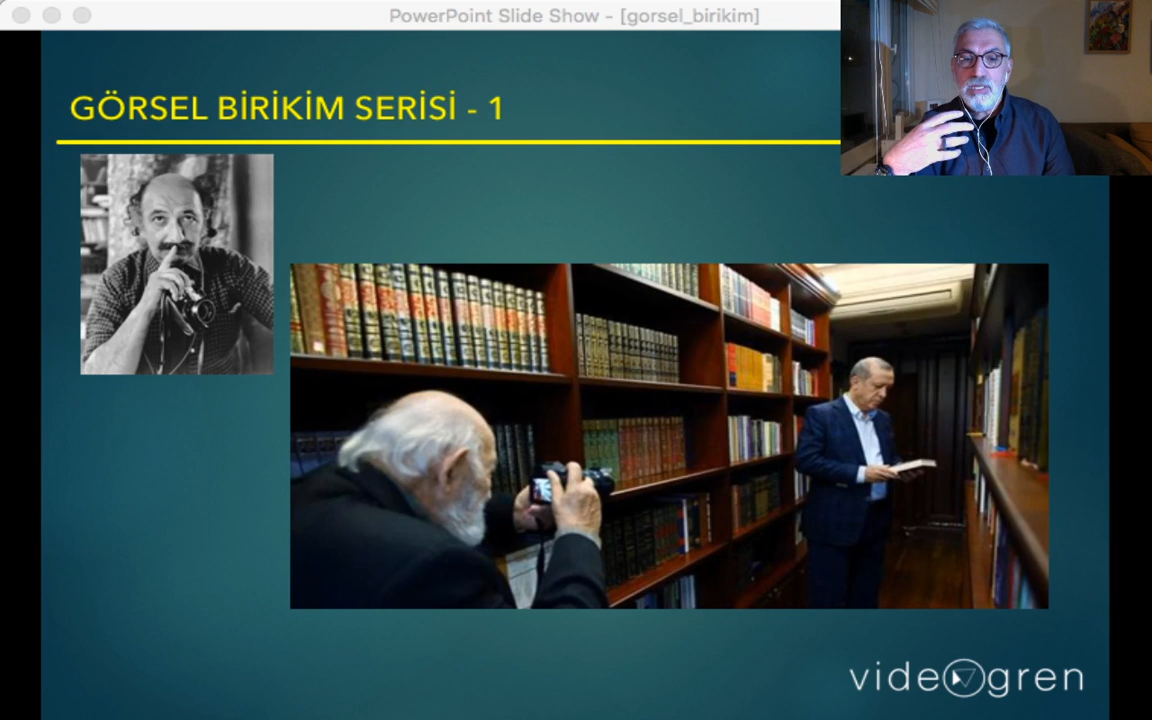 PowerPoint Slide Show - [gorsel_birikim]
GÖRSEL BİRİKİM SERİSİ - 1
videogren